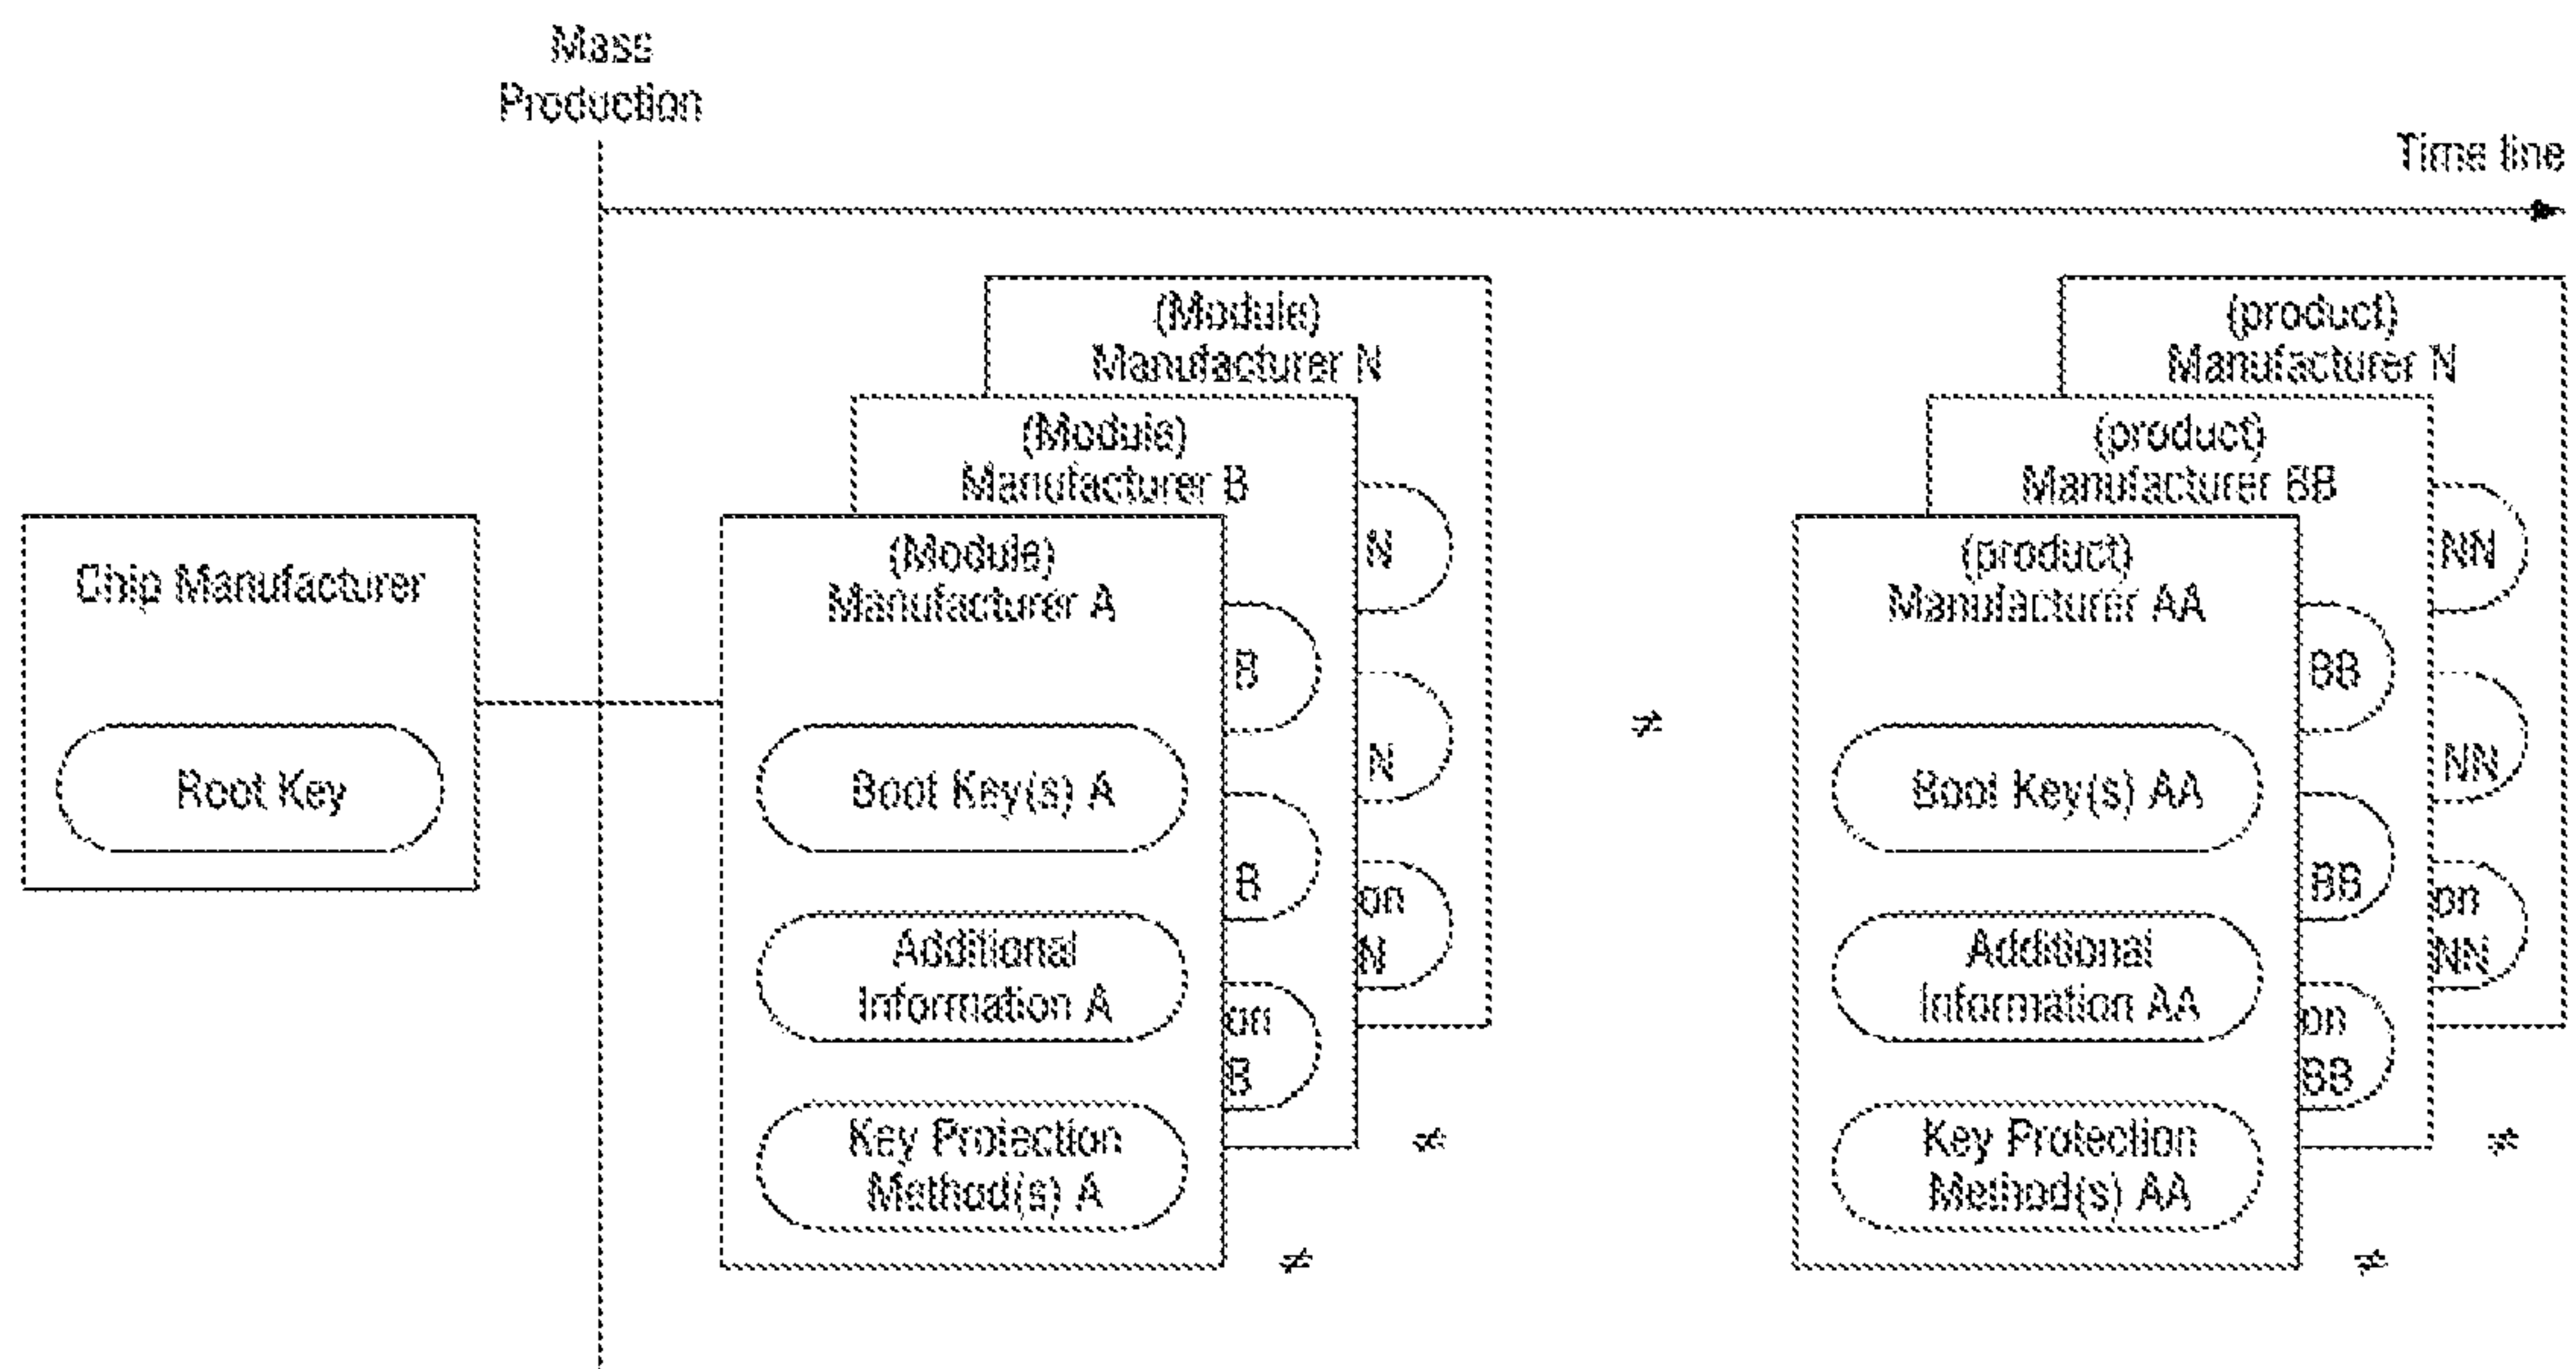 Mass
Production
Time line
Chip Manufacturer
Root Key
(Module)
Manufacturer N
N
N
on
N
(Module)
Manufacturer B
B
B
on
B
(Module)
Manufacturer A
Boot Key(s) A
Additional
Information A
Key Protection
Method(s) A
≠
≠
≠
(product)
Manufacturer N
NN
NN
on
NN
(product)
Manufacturer BB
BB
BB
on
BB
(product)
Manufacturer AA
Boot Key(s) AA
Additional
Information AA
Key Protection
Method(s) AA
≠
≠